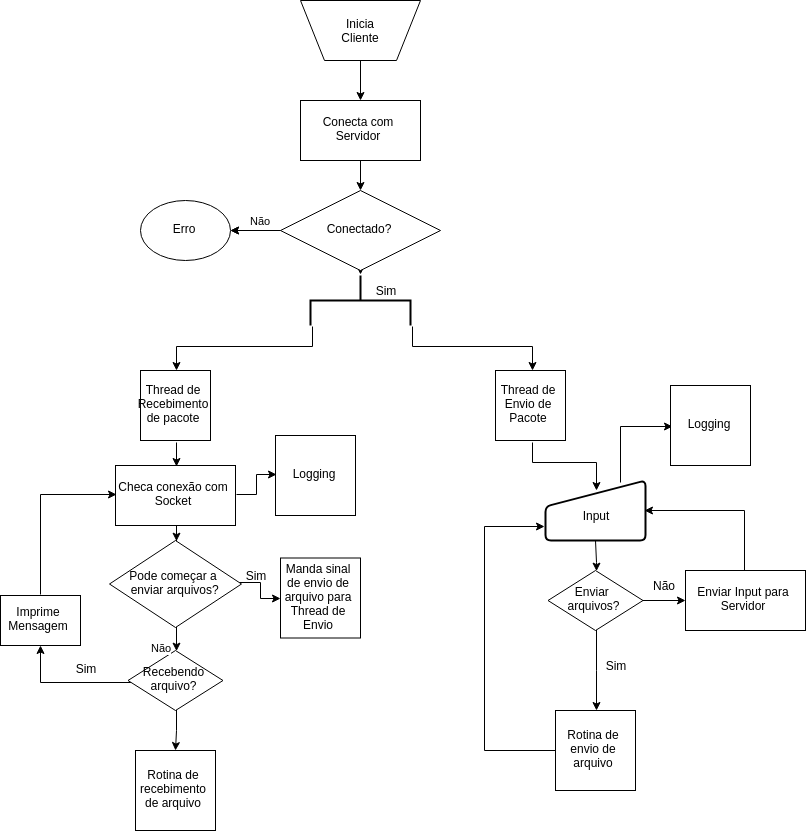 Inicia
Cliente
Conecta com
Servidor
Conectado?
Não
Erro
Sim
Thread de
Recebimento
de pacote
Thread de
Envio de
Pacote
Logging
Checa conexão com
Socket
Logging
Input
Pode começar a
enviar arquivos?
Sim
Manda sinal
de envio de
arquivo para
Thread de
Envio
Enviar
arquivos?
Não
Enviar Input para
Servidor
Imprime
Mensagem
Não
Recebendo
arquivo?
Sim
Sim
Rotina de
recebimento
de arquivo
Rotina de
envio de
arquivo